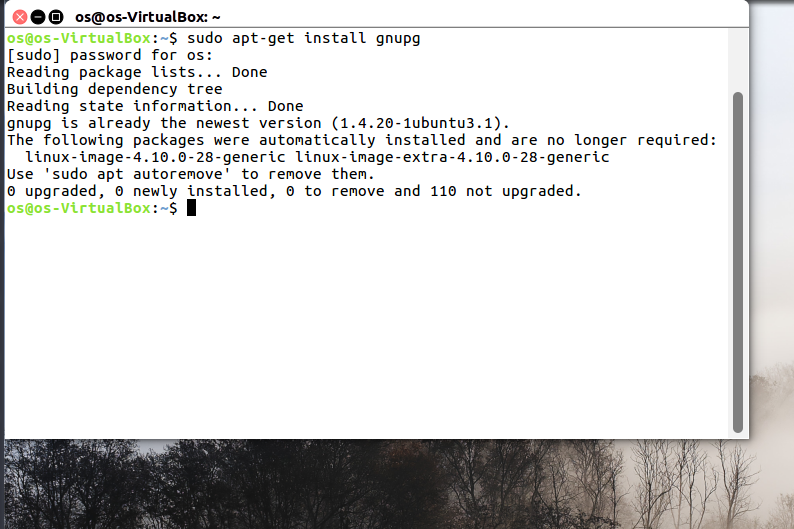 os@os-VirtualBox: ~
os@os-VirtualBox:~$ sudo apt-get install gnupg
[sudo] password for os:
Reading package lists... Done
Building dependency tree
Reading state information... Done
gnupg is already the newest version (1.4.20-1ubuntu3.1).
The following packages were automatically installed and are no longer required:
  linux-image-4.10.0-28-generic linux-image-extra-4.10.0-28-generic
Use 'sudo apt autoremove' to remove them.
0 upgraded, 0 newly installed, 0 to remove and 110 not upgraded.
os@os-VirtualBox:~$